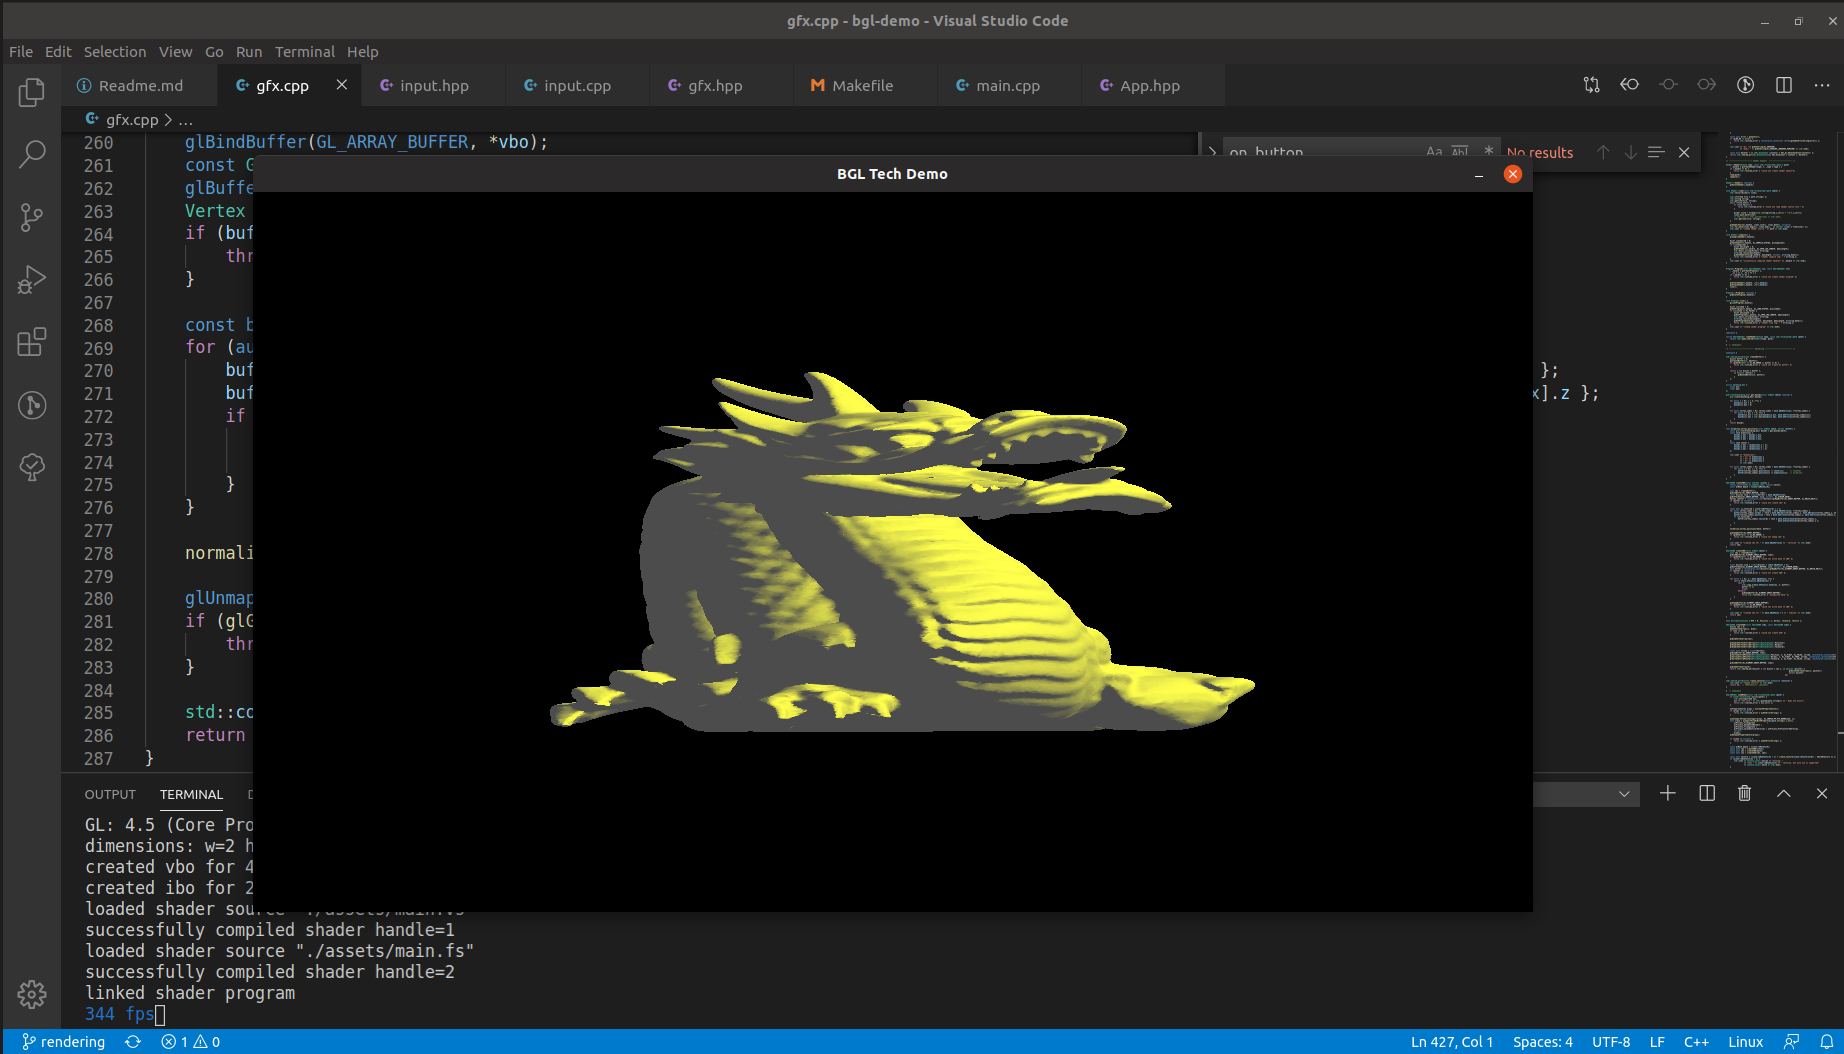 gfx.cpp - bgl-demo - Visual Studio Code
File Edit Selection View Go Run Terminal Help
Readme.md gfx.cpp input.hpp input.cpp gfx.hpp Makefile main.cpp App.hpp
gfx.cpp > ...
260 glBindBuffer(GL_ARRAY_BUFFER, *vbo);
on_button Aa Abl * No results
261 const G
BGL Tech Demo
262 glBuffe
263 Vertex
264 if (buf
265 thr
266 }
267
268 const b
269 for (au
270 buf };
271 buf x].z };
272 if
273
274
275 }
276 }
277
278 normali
279
280 glUnmap
281 if (glG
282 thr
283 }
284
285 std::co
286 return
287 }
OUTPUT TERMINAL D
GL: 4.5 (Core Pro
dimensions: w=2 h
created vbo for 4
created ibo for 2
loaded shader source "./assets/main.vs"
successfully compiled shader handle=1
loaded shader source "./assets/main.fs"
successfully compiled shader handle=2
linked shader program
344 fps
rendering 1 0 Ln 427, Col 1 Spaces: 4 UTF-8 LF C++ Linux